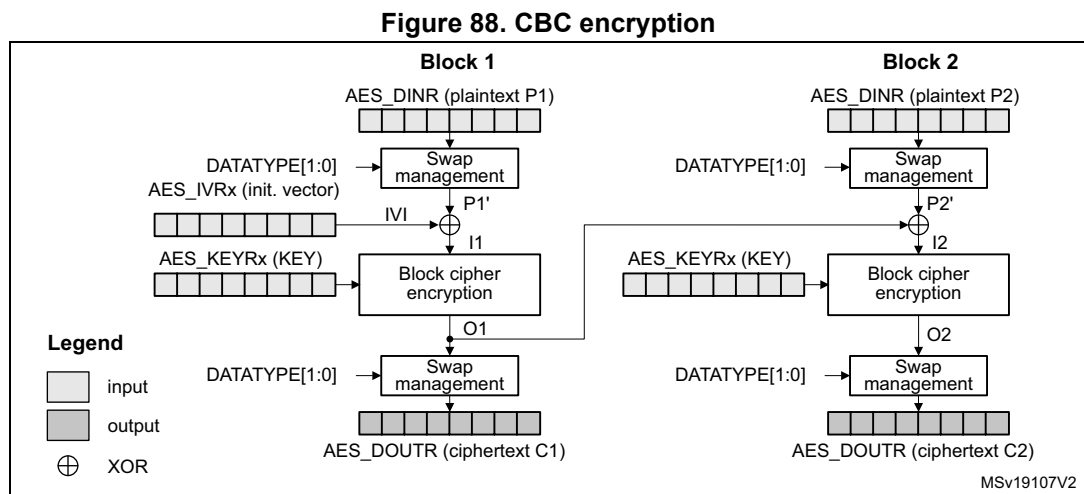 Figure 88. CBC encryption
Block 1
Block 2
AES_DINR (plaintext P1)
AES_DINR (plaintext P2)
DATATYPE[1:0]
Swap
management
DATATYPE[1:0]
Swap
management
AES_IVRx (init. vector)
P1'
P2'
IVI
I1
I2
AES_KEYRx (KEY)
Block cipher
encryption
AES_KEYRx (KEY)
Block cipher
encryption
O1
O2
Legend
input
output
XOR
DATATYPE[1:0]
Swap
management
DATATYPE[1:0]
Swap
management
AES_DOUTR (ciphertext C1)
AES_DOUTR (ciphertext C2)
MSv19107V2